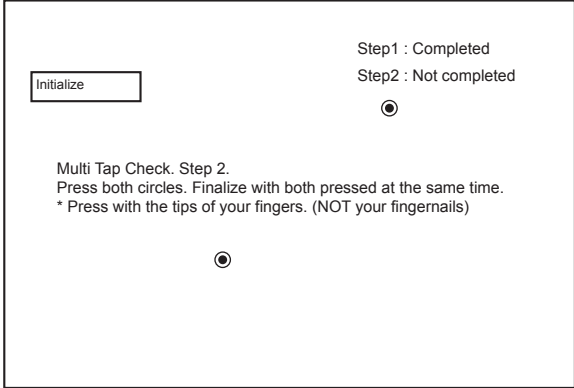 Step1 : Completed
Step2 : Not completed
Initialize
Multi Tap Check. Step 2.
Press both circles. Finalize with both pressed at the same time.
* Press with the tips of your fingers. (NOT your fingernails)